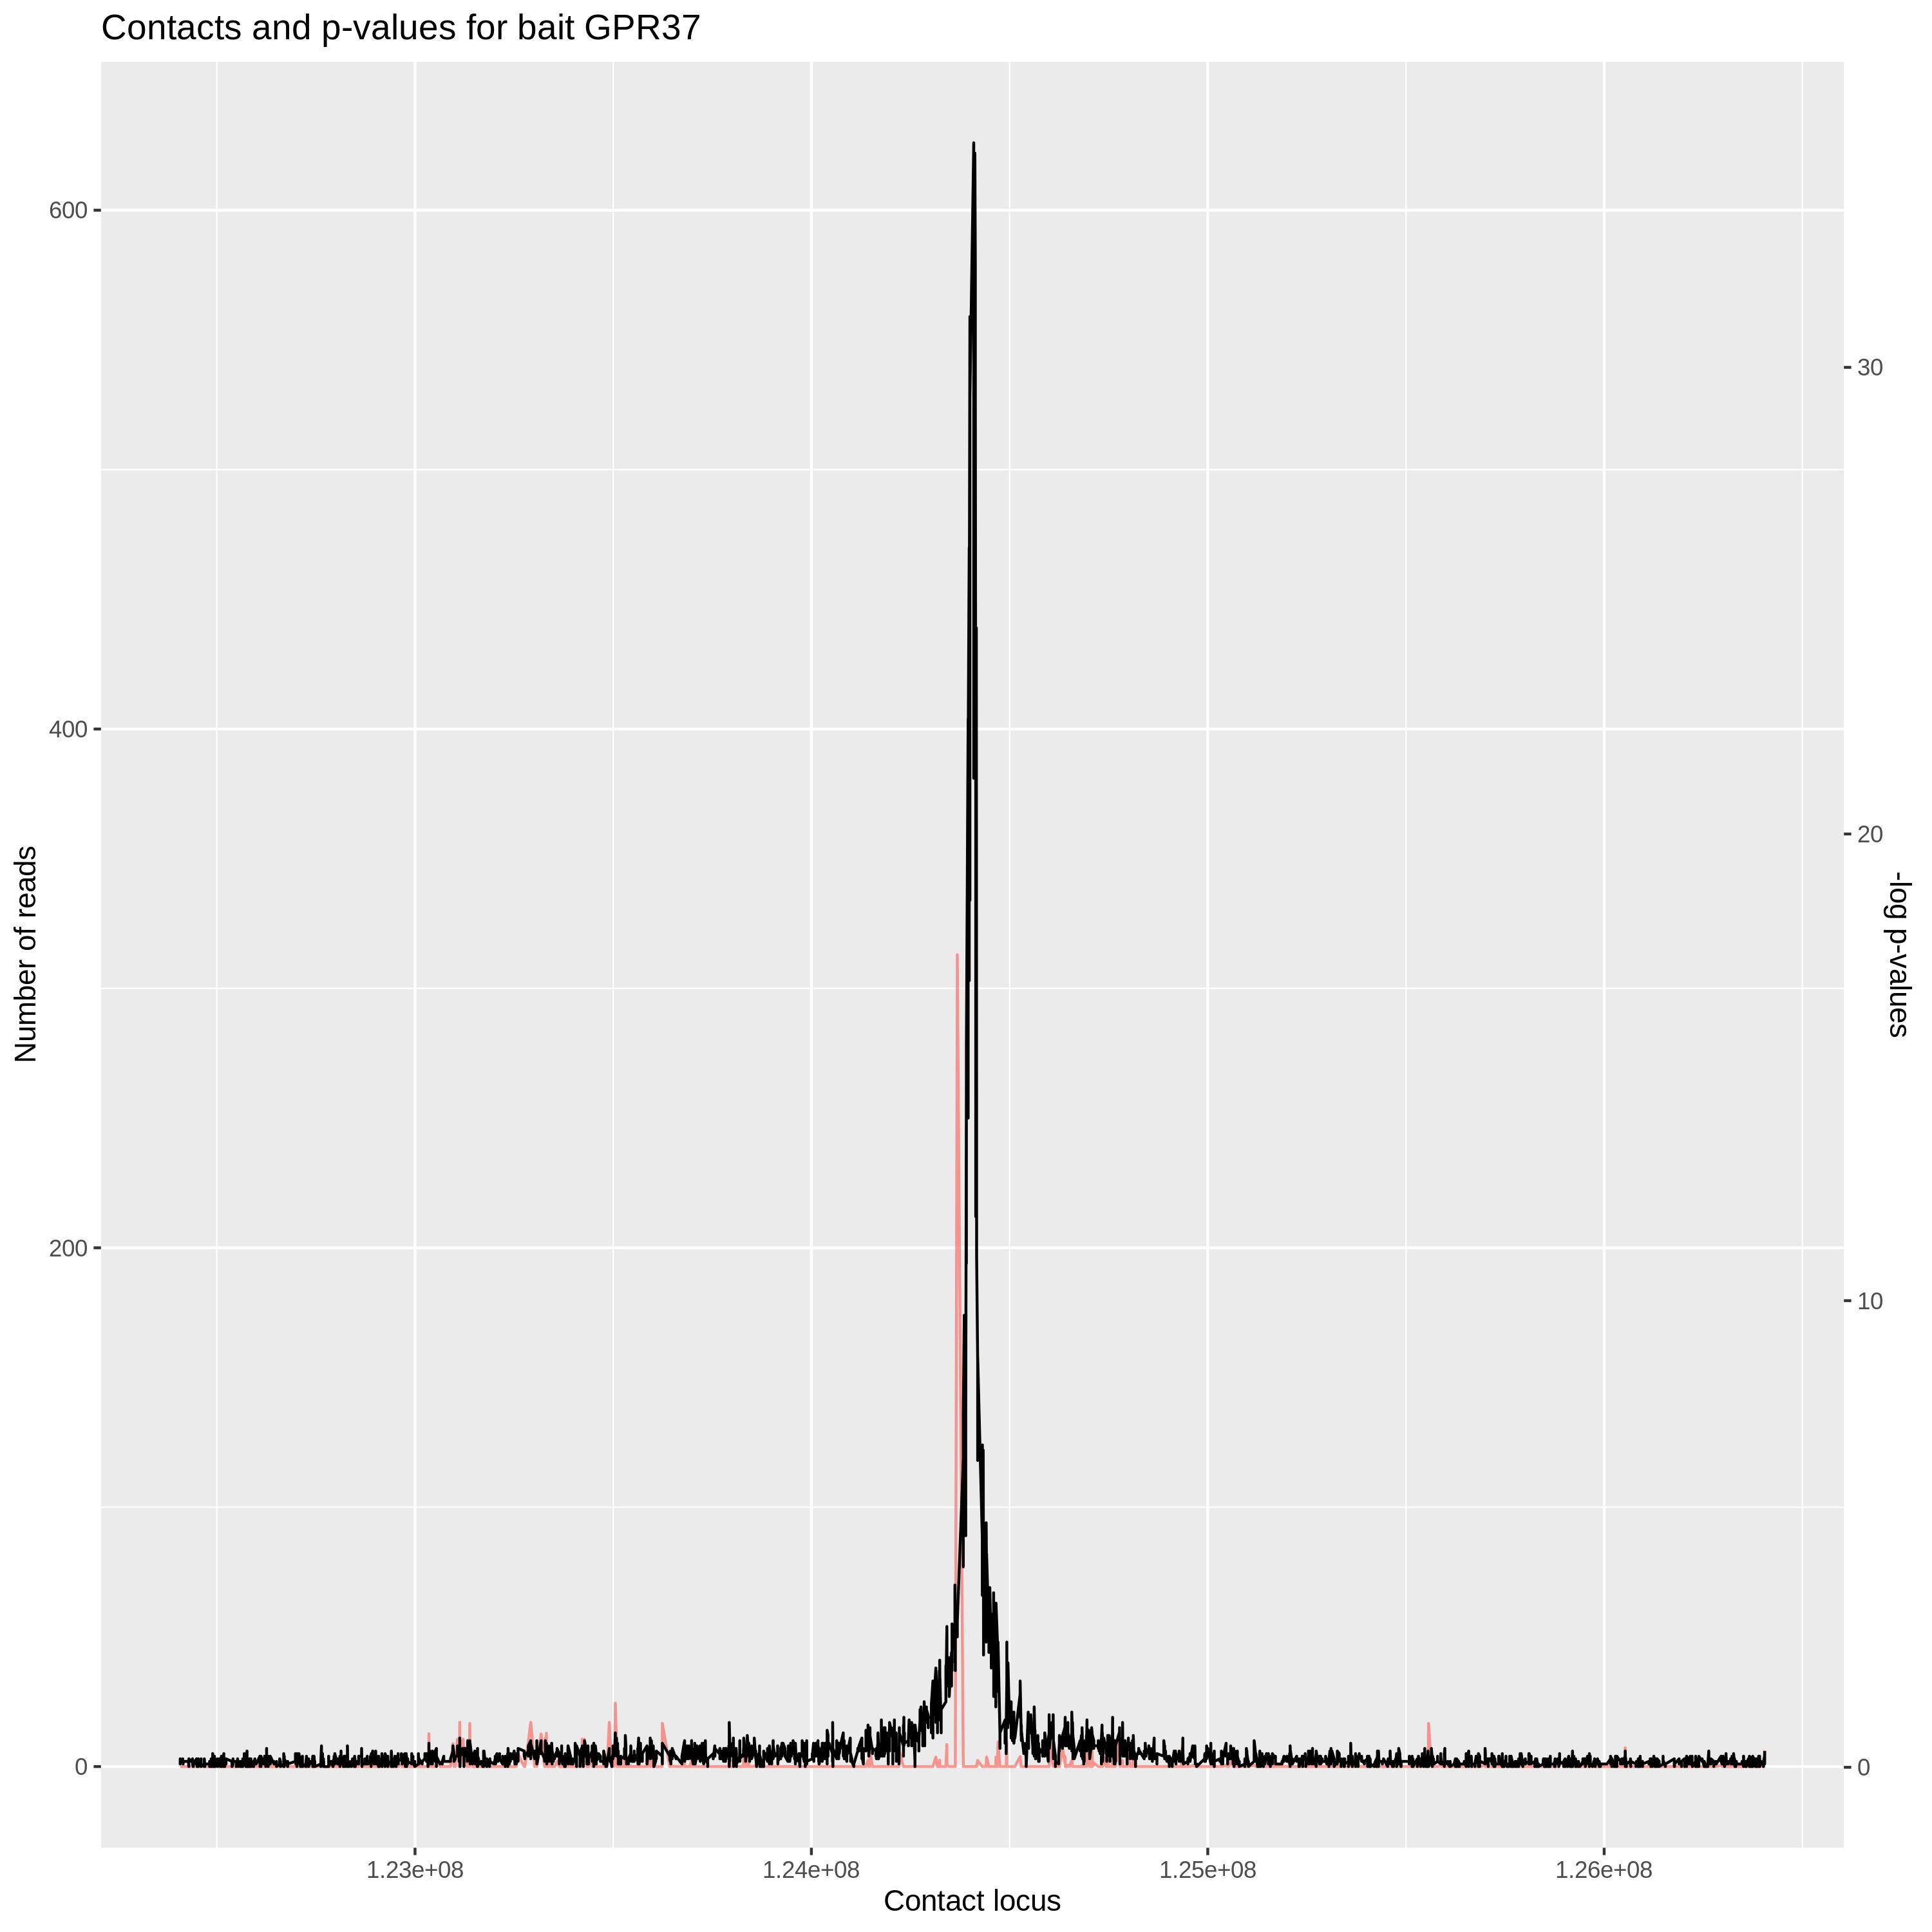 Contacts and p-values for bait GPR37
600
400
200
0
Number of reads
30
20
10
0
-log p-values
1.23e+08 1.24e+08 1.25e+08 1.26e+08
Contact locus